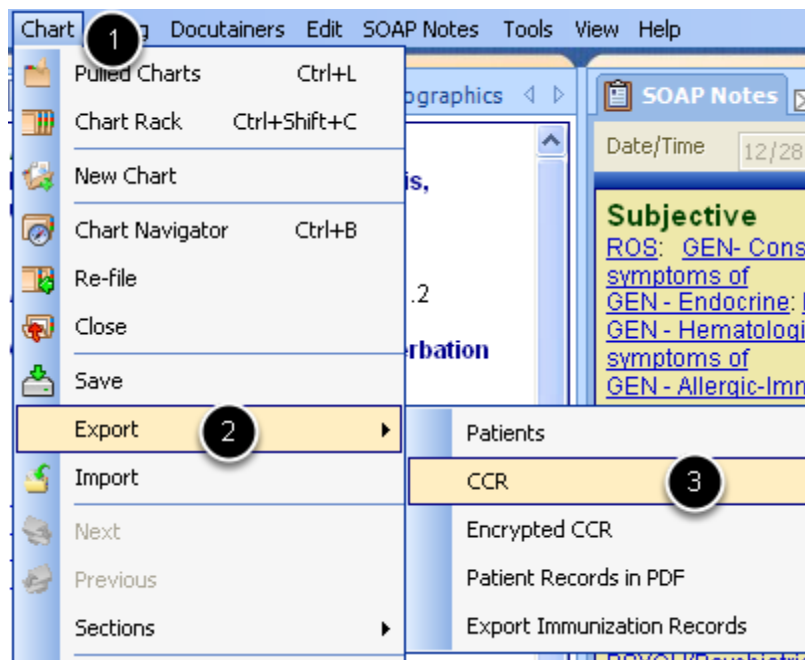 Chart 1 Docutainers Edit SOAP Notes Tools View Help
Pulled Charts Ctrl+L
Chart Rack Ctrl+Shift+C
New Chart
Chart Navigator Ctrl+B
Re-file
Close
Save
Export 2
Import
Next
Previous
Sections
Patients
CCR 3
Encrypted CCR
Patient Records in PDF
Export Immunization Records
ographics
is,
.2
rbation
SOAP Notes
Date/Time 12/28
Subjective
ROS: GEN- Cons
symptoms of
GEN - Endocrine:
GEN - Hematologi
symptoms of
GEN - Allergic-Imm